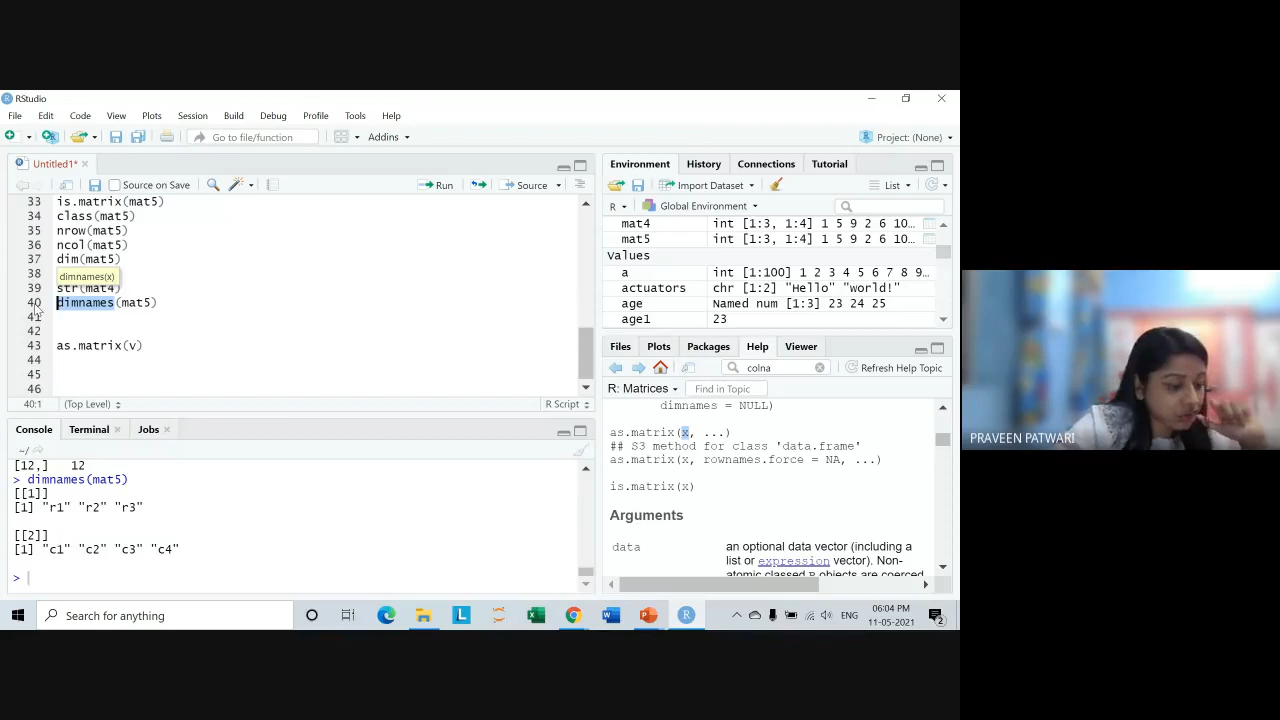 RStudio
File Edit Code View Plots Session Build Debug Profile Tools Help
Go to file/function Addins Project: (None)
Untitled1*
Source on Save Run Source
33 is.matrix(mat5)
34 class(mat5)
35 nrow(mat5)
36 ncol(mat5)
37 dim(mat5)
38
dimnames(x)
39 str(mat4)
40 dimnames(mat5)
41
42
43 as.matrix(v)
44
45
46
40:1 (Top Level) R Script
Console Terminal Jobs
~/
[12,] 12
> dimnames(mat5)
[[1]]
[1] "r1" "r2" "r3"
[[2]]
[1] "c1" "c2" "c3" "c4"
>
Environment History Connections Tutorial
Import Dataset List
R Global Environment
mat4 int [1:3, 1:4] 1 5 9 2 6 10…
mat5 int [1:3, 1:4] 1 5 9 2 6 10…
Values
a int [1:100] 1 2 3 4 5 6 7 8 9…
actuators chr [1:2] "Hello" "world!"
age Named num [1:3] 23 24 25
age1 23
Files Plots Packages Help Viewer
colna Refresh Help Topic
R: Matrices Find in Topic
dimnames = NULL)
as.matrix(x, ...)
## S3 method for class 'data.frame'
as.matrix(x, rownames.force = NA, ...)
is.matrix(x)
Arguments
data an optional data vector (including a
list or expression vector). Non-
atomic classed R objects are coerced
PRAVEEN PATWARI
Search for anything
ENG
06:04 PM
11-05-2021
2